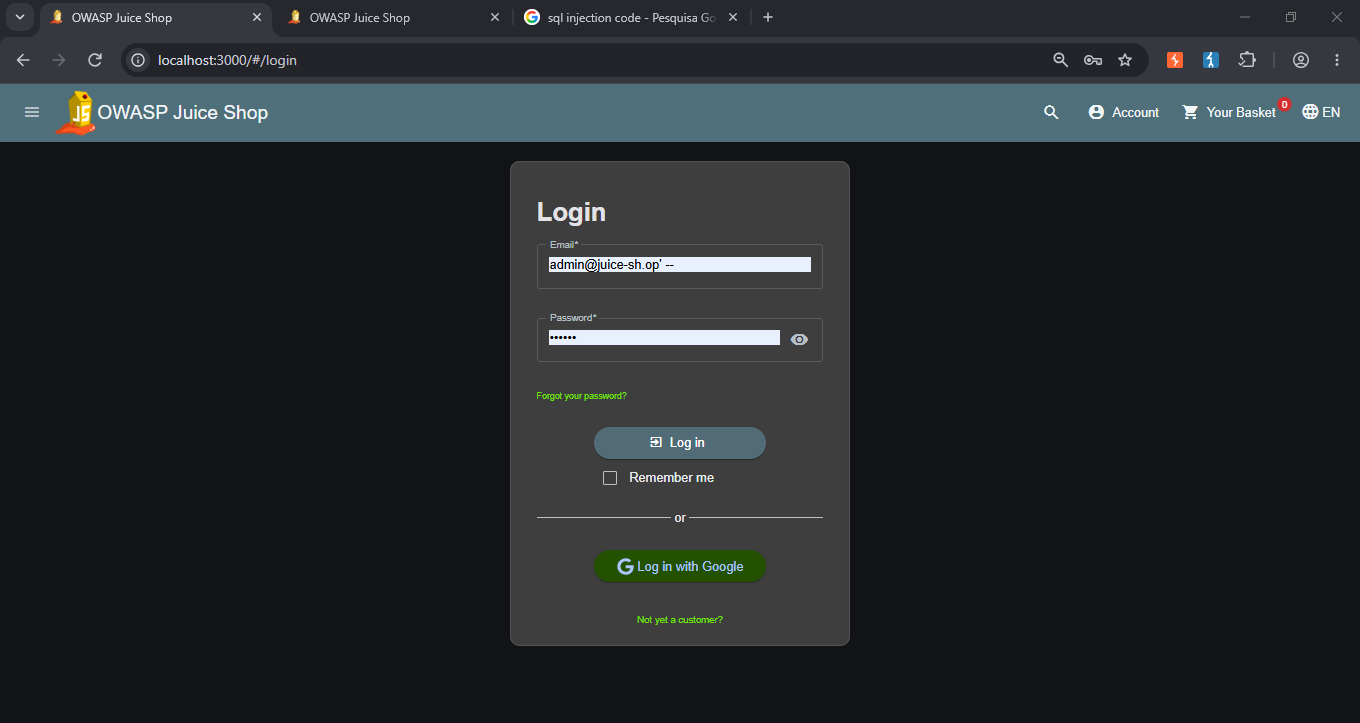 OWASP Juice Shop
OWASP Juice Shop
sql injection code - Pesquisa Go
localhost:3000/#/login
JS
OWASP Juice Shop
Account
Your Basket
0
EN
Login
Email*
admin@juice-sh.op' --
Password*
••••••
Forgot your password?
Log in
Remember me
or
G Log in with Google
Not yet a customer?